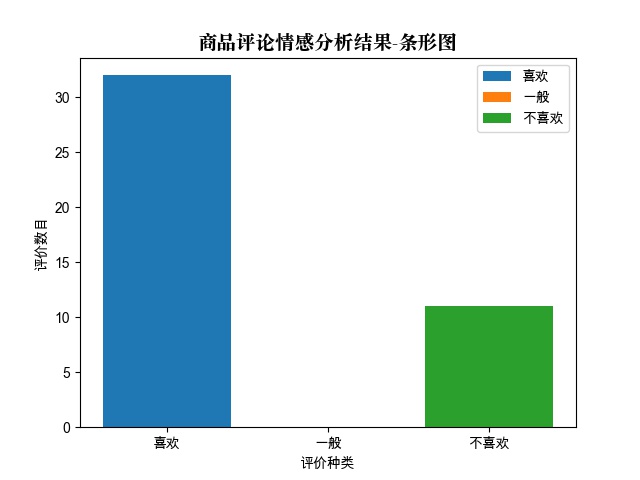 商品评论情感分析结果-条形图
喜欢
一般
不喜欢
30
25
20
15
10
5
0
评价数目
喜欢 一般 不喜欢
评价种类